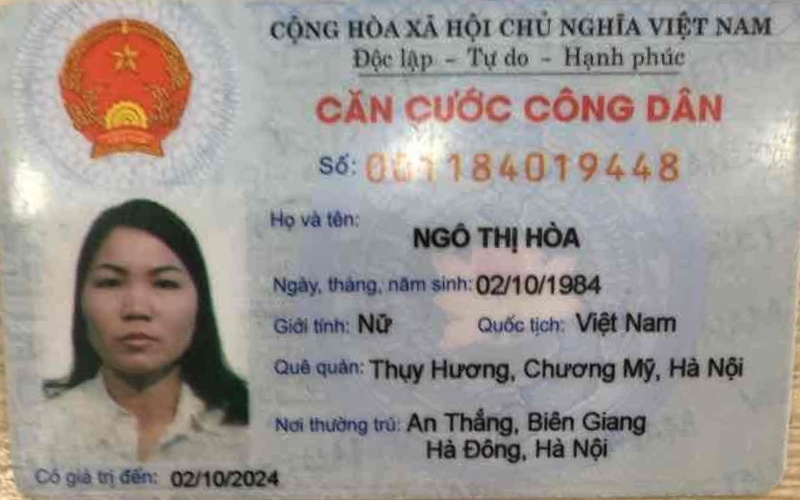 CỘNG HÒA XÃ HỘI CHỦ NGHĨA VIỆT NAM
Độc lập - Tự do - Hạnh phúc
CĂN CƯỚC CÔNG DÂN
Số: 001184019448
Họ và tên:
NGÔ THỊ HÒA
Ngày, tháng, năm sinh: 02/10/1984
Giới tính: Nữ Quốc tịch: Việt Nam
Quê quán: Thụy Hương, Chương Mỹ, Hà Nội
Nơi thường trú: An Thắng, Biên Giang
Hà Đông, Hà Nội
Có giá trị đến: 02/10/2024